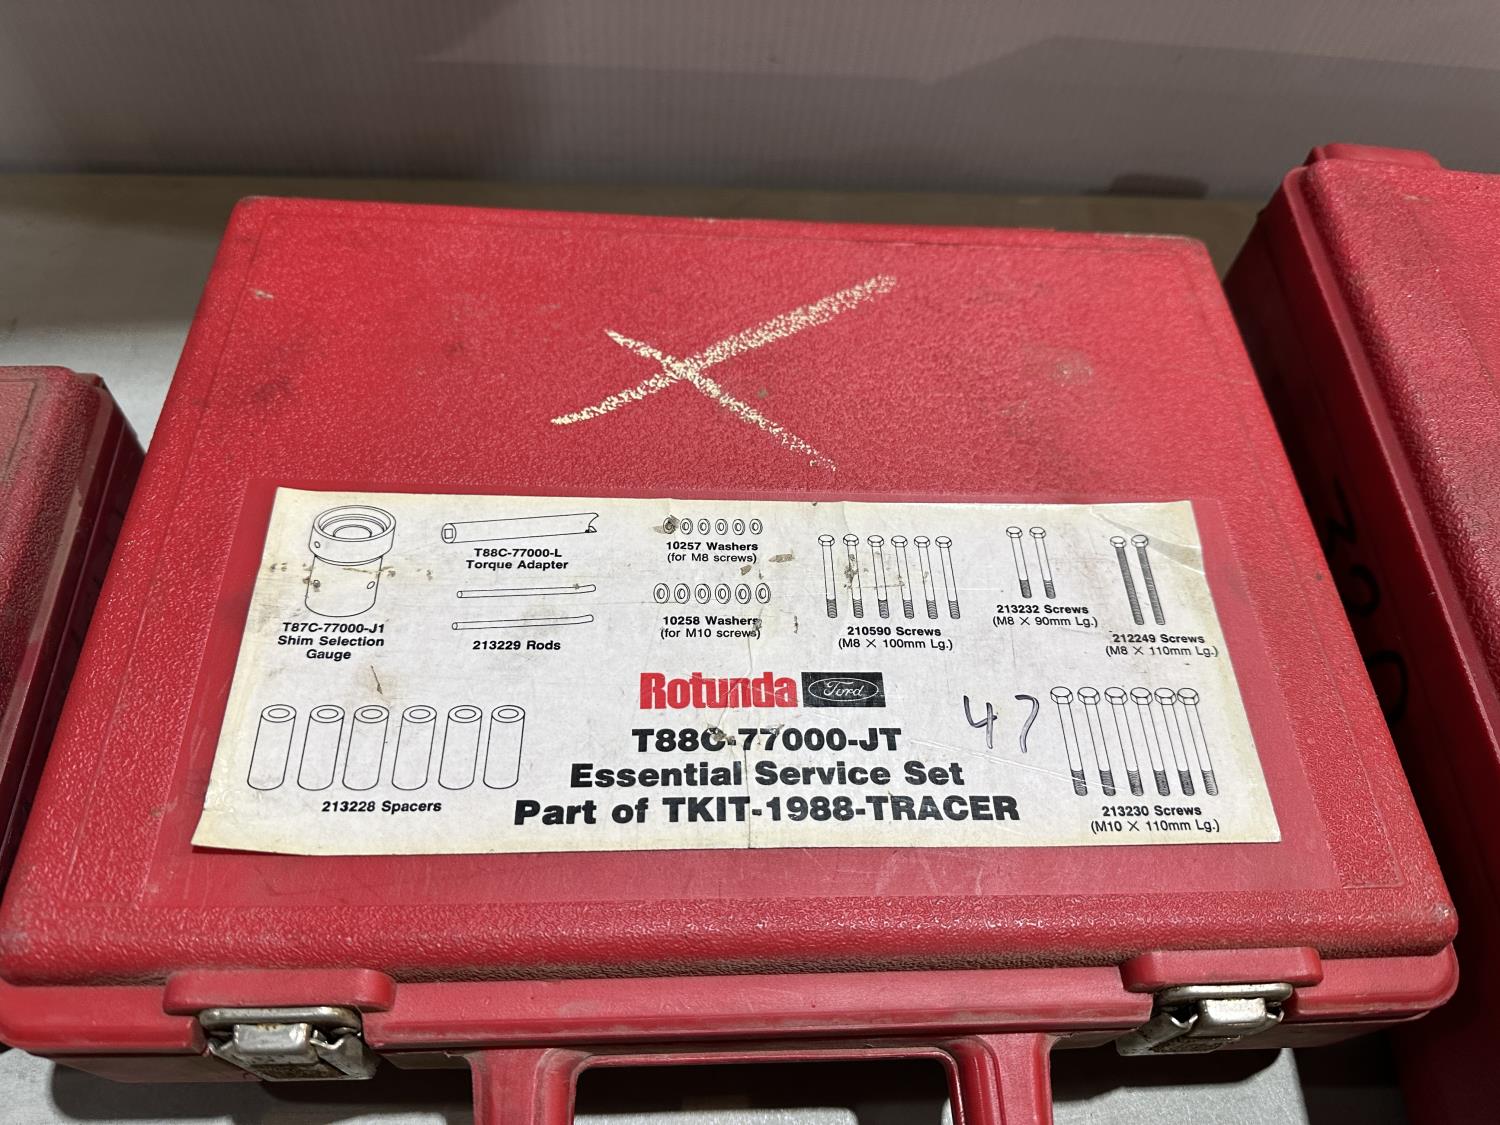 T87C-77000-J1
Shim Selection
Gauge
T88C-77000-L
Torque Adapter
213229 Rods
10257 Washers
(for M8 screws)
10258 Washers
(for M10 screws)
210590 Screws
(M8 X 100mm Lg.)
213232 Screws
(M8 X 90mm Lg.)
212249 Screws
(M8 X 110mm Lg.)
213228 Spacers
Rotunda Ford
T88C-77000-JT
Essential Service Set
Part of TKIT-1988-TRACER
47
213230 Screws
(M10 X 110mm Lg.)